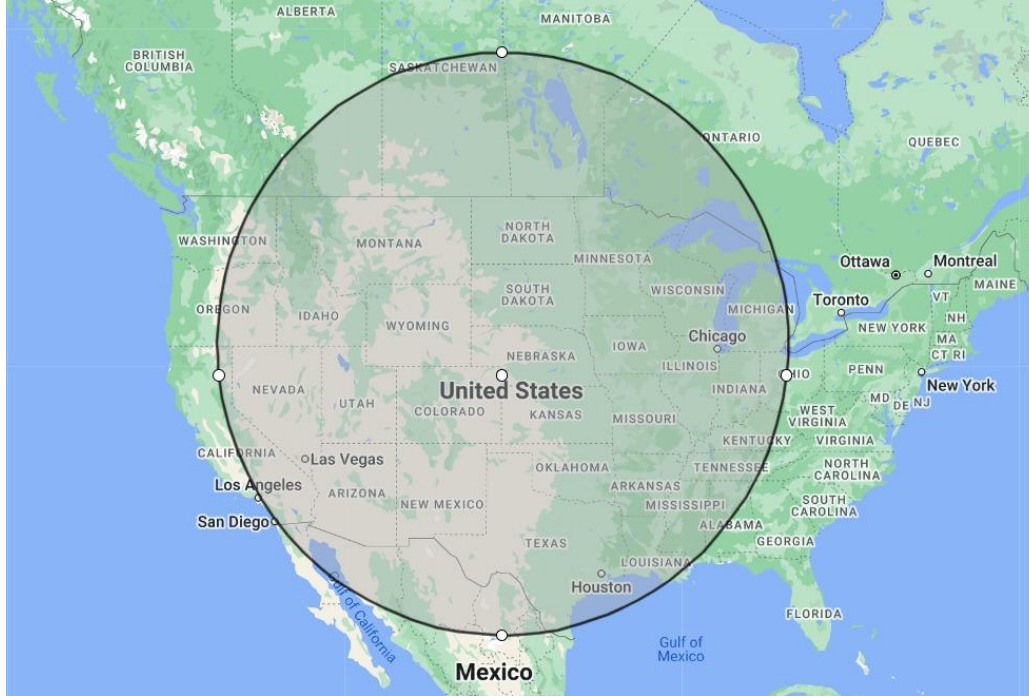 ALBERTA
MANITOBA
BRITISH
COLUMBIA
SASKATCHEWAN
ONTARIO
QUEBEC
WASHINGTON
MONTANA
NORTH
DAKOTA
MINNESOTA
Ottawa
Montreal
MAINE
OREGON
IDAHO
SOUTH
DAKOTA
WISCONSIN
MICHIGAN
Toronto
VT
NH
WYOMING
NEW YORK
MA
CT RI
Chicago
IOWA
NEBRASKA
ILLINOIS
OHIO
PENN
New York
NEVADA
UTAH
United States
COLORADO
KANSAS
MISSOURI
INDIANA
MD
DE
NJ
WEST
VIRGINIA
KENTUCKY
VIRGINIA
CALIFORNIA
Las Vegas
OKLAHOMA
TENNESSEE
NORTH
CAROLINA
Los Angeles
ARIZONA
NEW MEXICO
ARKANSAS
MISSISSIPPI
SOUTH
CAROLINA
San Diego
ALABAMA
GEORGIA
TEXAS
LOUISIANA
Houston
Gulf of California
FLORIDA
Gulf of
Mexico
Mexico